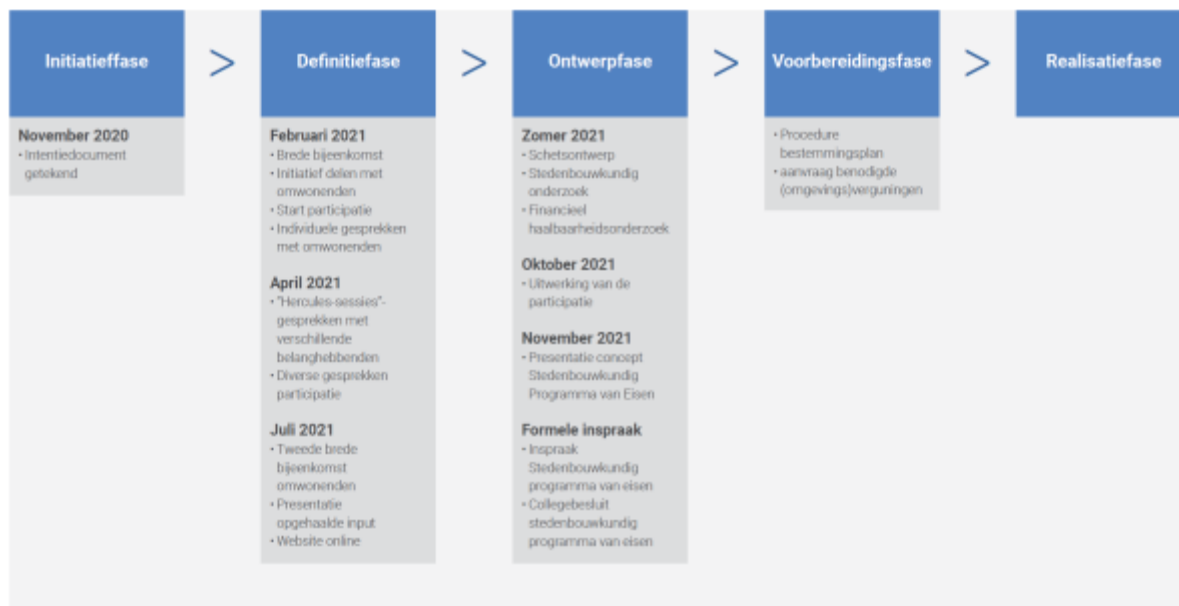 Initiatieffase
>
Definitiefase
>
Ontwerpfase
>
Voorbereidingsfase
>
Realisatiefase
November 2020
• Intentiedocument
getekend
Februari 2021
• Brede bijeenkomst
• Initiatief delen met
omwonenden
• Start participatie
• Individuele gesprekken
met omwonenden
April 2021
• "Hercules-sessies"-
gesprekken met
verschillende
belanghebbenden
• Diverse gesprekken
participatie
Juli 2021
• Tweede brede
bijeenkomst
omwonenden
• Presentatie
opgehaalde input
• Website online
Zomer 2021
• Schetsontwerp
• Stedenbouwkundig
onderzoek
• Financieel
haalbaarheidsonderzoek
Oktober 2021
• Uitwerking van de
participatie
November 2021
• Presentatie concept
Stedenbouwkundig
Programma van Eisen
Formele inspraak
• Inspraak
Stedenbouwkundig
programma van eisen
• Collegebesluit
stedenbouwkundig
programma van eisen
• Procedure
bestemmingsplan
• aanvraag benodigde
(omgevings)verguningen